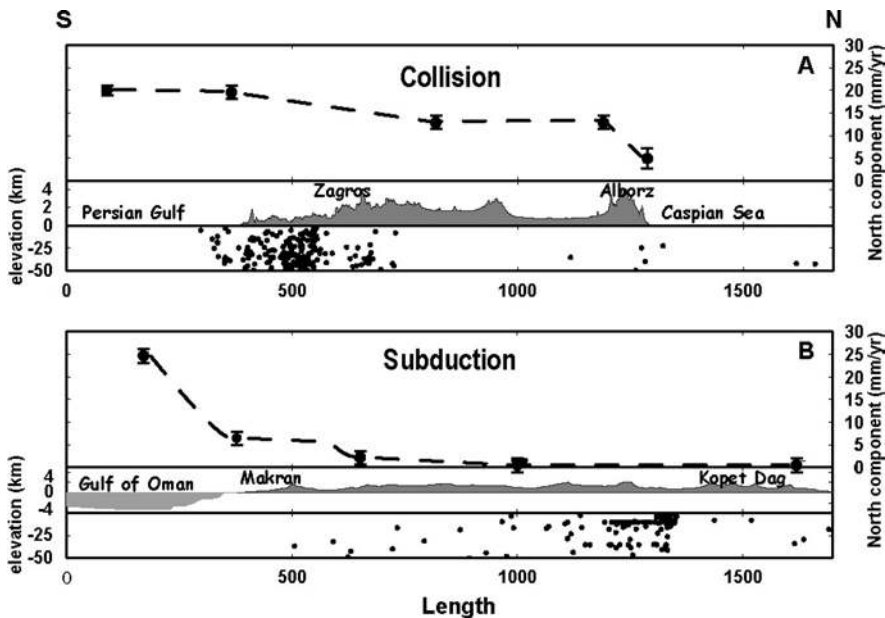 S N
30
25
20
15
10
5
0
North component (mm/yr)
Collision A
elevation (km)
4
2
0
-25
-50
Persian Gulf Zagros Alborz Caspian Sea
0 500 1000 1500
30
25
20
15
10
5
0
North component (mm/yr)
Subduction B
elevation (km)
4
0
-4
-25
-50
Gulf of Oman Makran Kopet Dag
0 500 1000 1500
Length